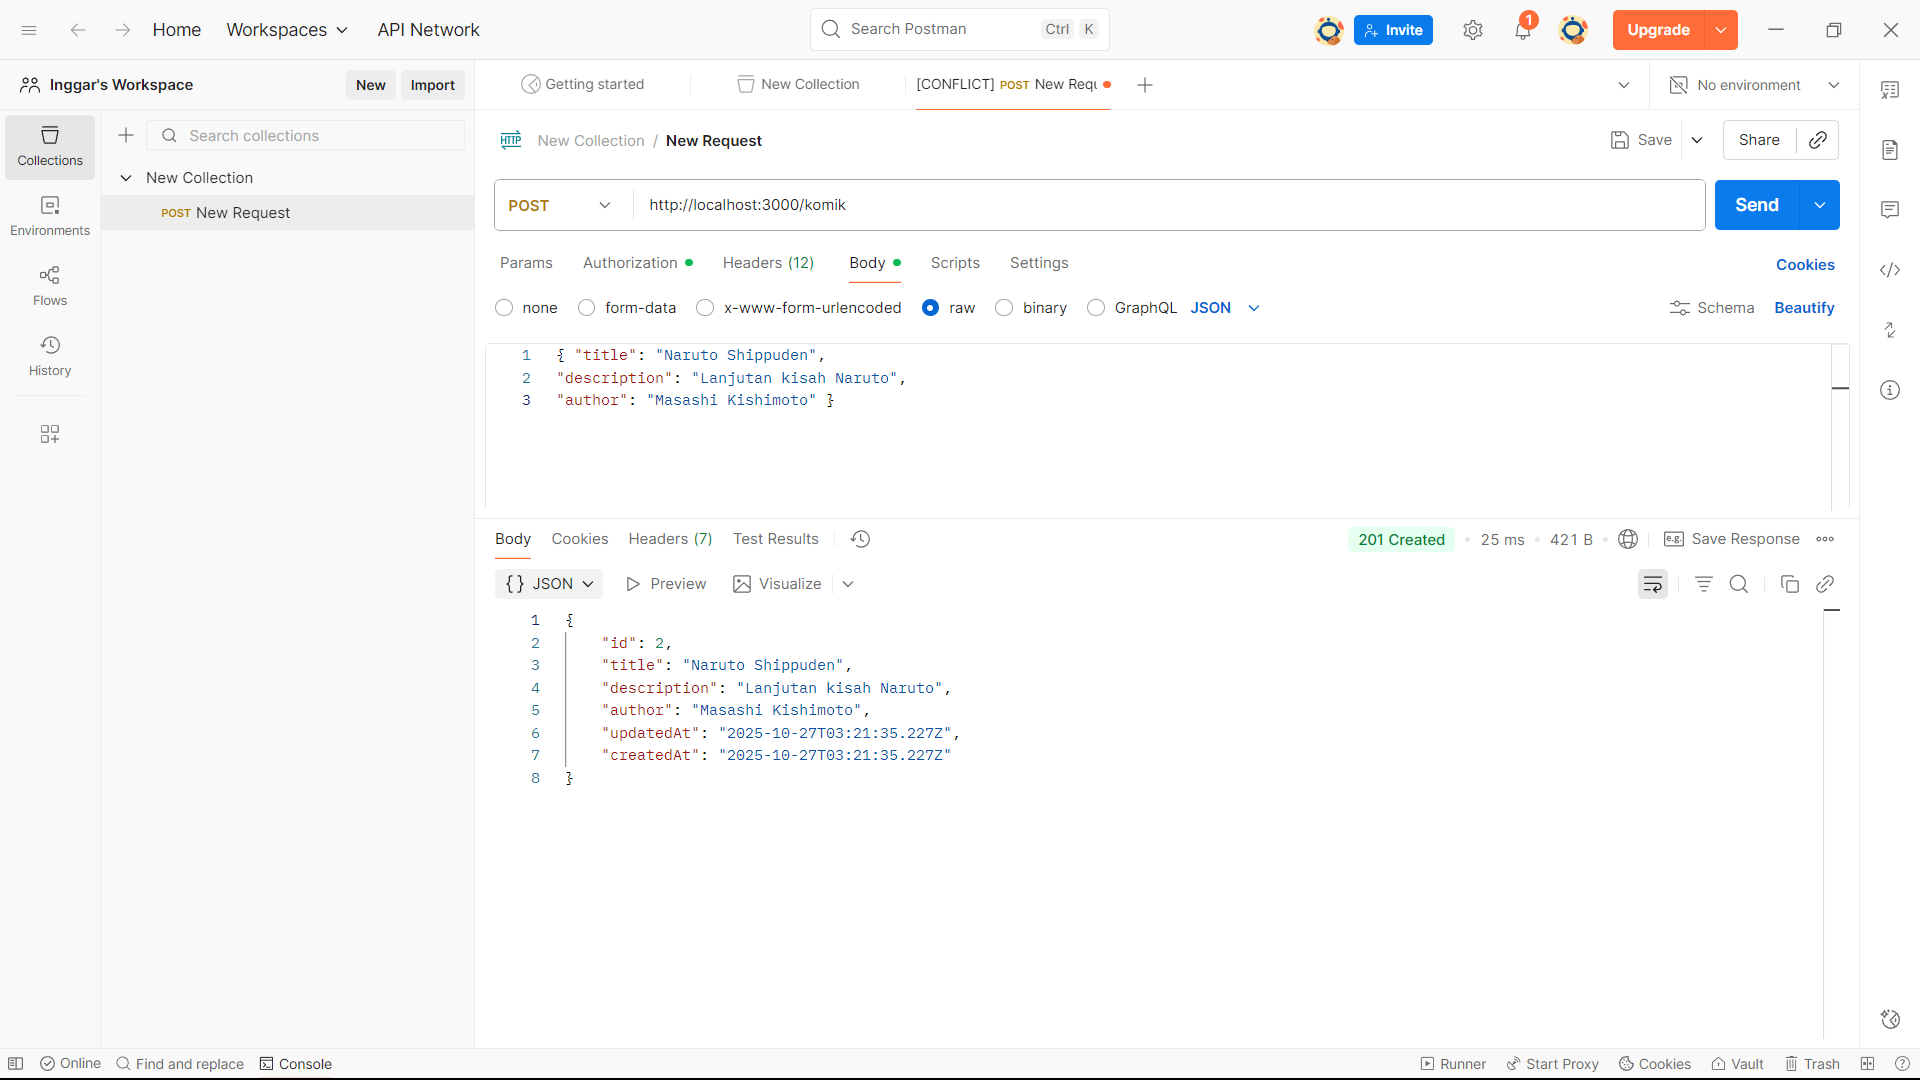 Home Workspaces API Network Search Postman Ctrl K Invite 1 Upgrade
Inggar's Workspace New Import Getting started New Collection [CONFLICT] POST New Requ No environment
Collections
Search collections
New Collection
POST New Request
Environments
Flows
History
HTTP New Collection / New Request Save Share
POST http://localhost:3000/komik Send
Params Authorization Headers (12) Body Scripts Settings Cookies
none form-data x-www-form-urlencoded raw binary GraphQL JSON Schema Beautify
1 { "title": "Naruto Shippuden",
2 "description": "Lanjutan kisah Naruto",
3 "author": "Masashi Kishimoto" }
Body Cookies Headers (7) Test Results 201 Created 25 ms 421 B e.g. Save Response
{} JSON Preview Visualize
1 {
2 "id": 2,
3 "title": "Naruto Shippuden",
4 "description": "Lanjutan kisah Naruto",
5 "author": "Masashi Kishimoto",
6 "updatedAt": "2025-10-27T03:21:35.227Z",
7 "createdAt": "2025-10-27T03:21:35.227Z"
8 }
Online Find and replace Console Runner Start Proxy Cookies Vault Trash